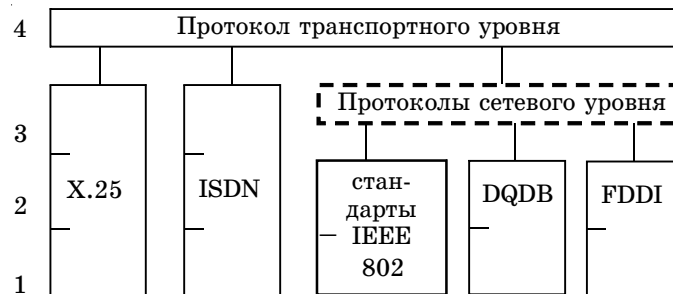 4 Протокол транспортного уровня
Протоколы сетевого уровня
3
X.25 ISDN стан- DQDB FDDI
2 дарты
IEEE
802
1